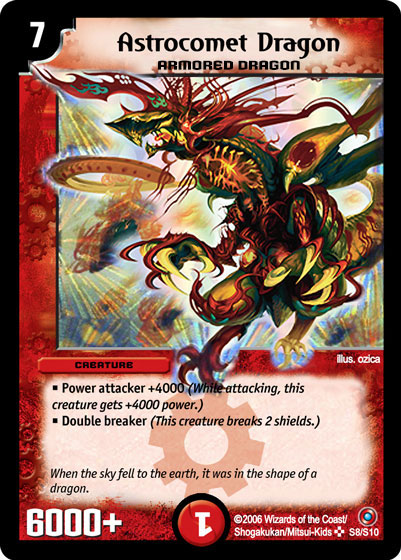 7
Astrocomet Dragon
ARMORED DRAGON
illus. ozica
CREATURE
▪ Power attacker +4000 (While attacking, this
creature gets +4000 power.)
▪ Double breaker (This creature breaks 2 shields.)
When the sky fell to the earth, it was in the shape of a
dragon.
6000+
1
©2006 Wizards of the Coast/
Shogakukan/Mitsui-Kids S8/S10